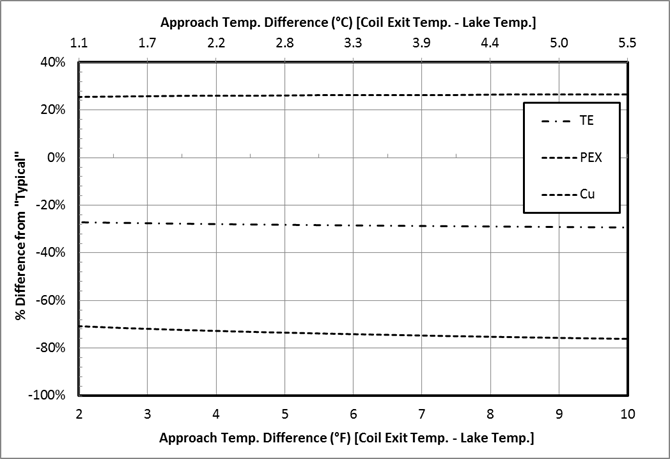 Approach Temp. Difference (°C) [Coil Exit Temp. - Lake Temp.]
1.1 1.7 2.2 2.8 3.3 3.9 4.4 5.0 5.5
40%
20%
0%
-20%
-40%
-60%
-80%
-100%
% Difference from "Typical"
TE
PEX
Cu
2 3 4 5 6 7 8 9 10
Approach Temp. Difference (°F) [Coil Exit Temp. - Lake Temp.]